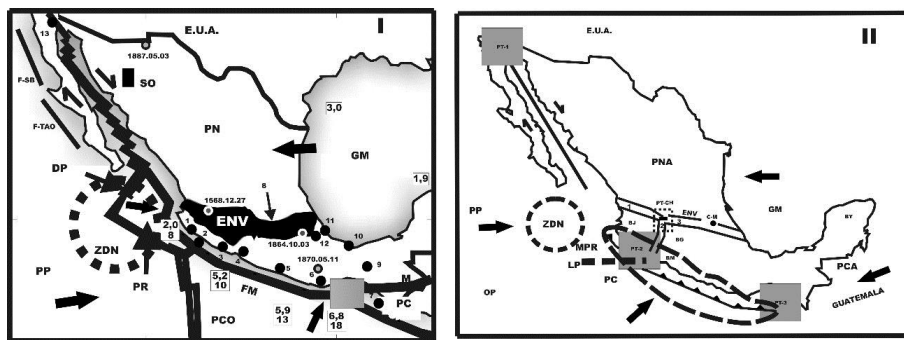 E.U.A.
I
13
1887.05.03
SO
F-SB
F-TAO
3,0
PN
GM
DP
1,9
1568.12.27
8
ENV
2,0
8
1
2
3
4
5
6
1864.10.03
11
12
10
ZDN
1870.05.11
9
5,2
10
M
PP
PR
FM
PC
7
5,9
13
6,8
18
PCO
E.U.A.
II
PT-1
PNA
PP
ZDN
PT-CH
ENV
C-M
GM
BY
1
2
3
BJ
BG
MPR
PT-2
LP
BM
PC
PCA
OP
PT-3
GUATEMALA